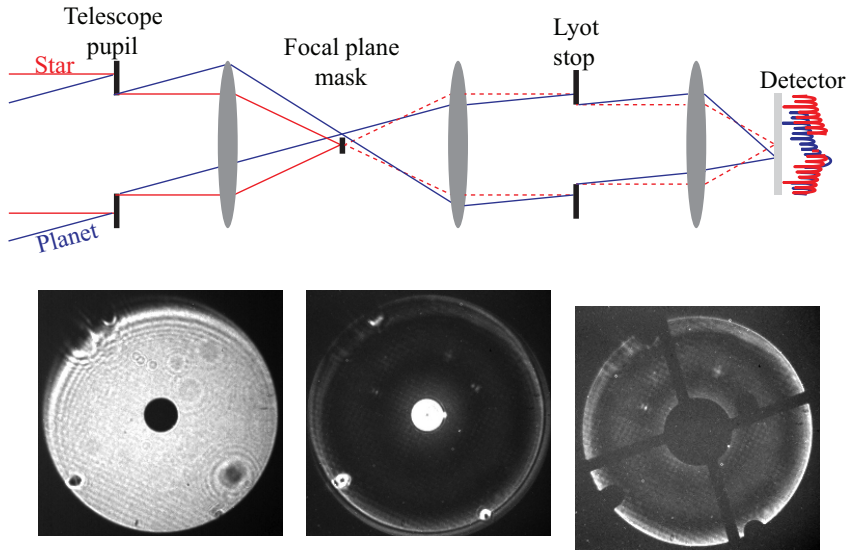 Telescope
pupil
Star
Focal plane
mask
Lyot
stop
Detector
Planet